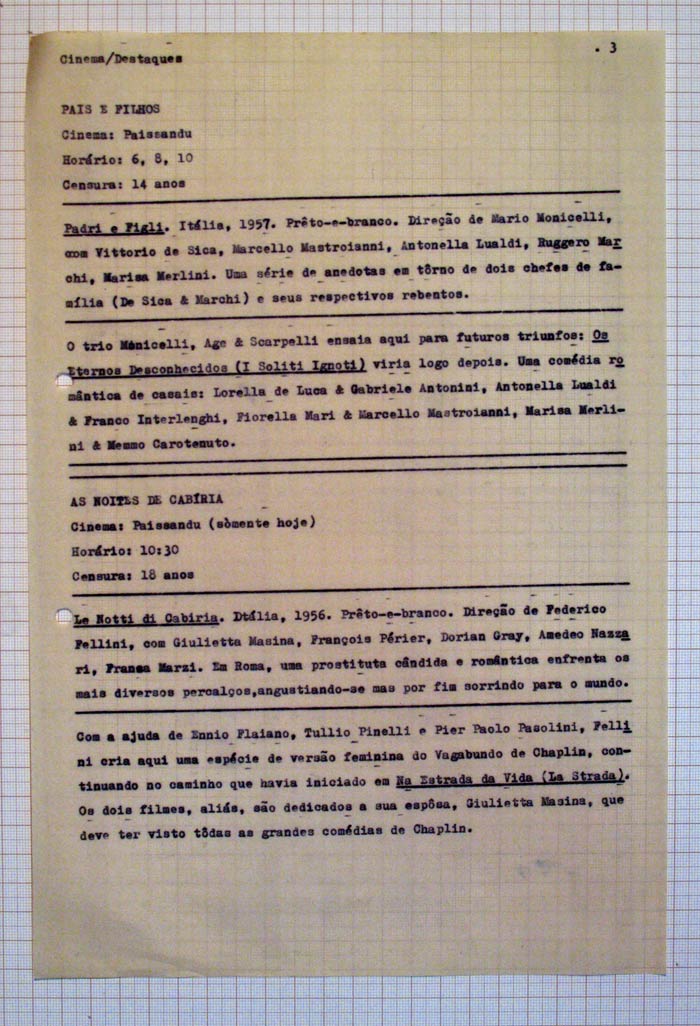 Cinema/Destaques
. 3
PAIS E FILHOS
Cinema: Paissandu
Horário: 6, 8, 10
Censura: 14 anos
Padri e Figli. Itália, 1957. Prêto-e-branco. Direção de Mario Monicelli,
com Vittorio de Sica, Marcello Mastroianni, Antonella Lualdi, Ruggero Mar
chi, Marisa Merlini. Uma série de anedotas em tôrno de dois chefes de fa-
mília (De Sica & Marchi) e seus respectivos rebentos.
O trio Monicelli, Age & Scarpelli ensaia aqui para futuros triunfos: Os
Eternos Desconhecidos (I Soliti Ignoti) viria logo depois. Uma comédia ro
mântica de casais: Lorella de Luca & Gabriele Antonini, Antonella Lualdi
& Franco Interlenghi, Fiorella Mari & Marcello Mastroianni, Marisa Merli-
ni & Memmo Carotenuto.
AS NOITES DE CABÍRIA
Cinema: Paissandu (sòmente hoje)
Horário: 10:30
Censura: 18 anos
Le Notti di Cabiria. Dtália, 1956. Prêto-e-branco. Direção de Federico
Fellini, com Giulietta Masina, François Périer, Dorian Gray, Amedeo Nazza
ri, Franca Marzi. Em Roma, uma prostituta cândida e romântica enfrenta os
mais diversos percalços,angustiando-se mas por fim sorrindo para o mundo.
Com a ajuda de Ennio Flaiano, Tullio Pinelli e Pier Paolo Pasolini, Felli
ni cria aqui uma espécie de versão feminina do Vagabundo de Chaplin, con-
tinuando no caminho que havia iniciado em Na Estrada da Vida (La Strada).
Os dois filmes, aliás, são dedicados a sua espôsa, Giulietta Masina, que
deve ter visto tôdas as grandes comédias de Chaplin.